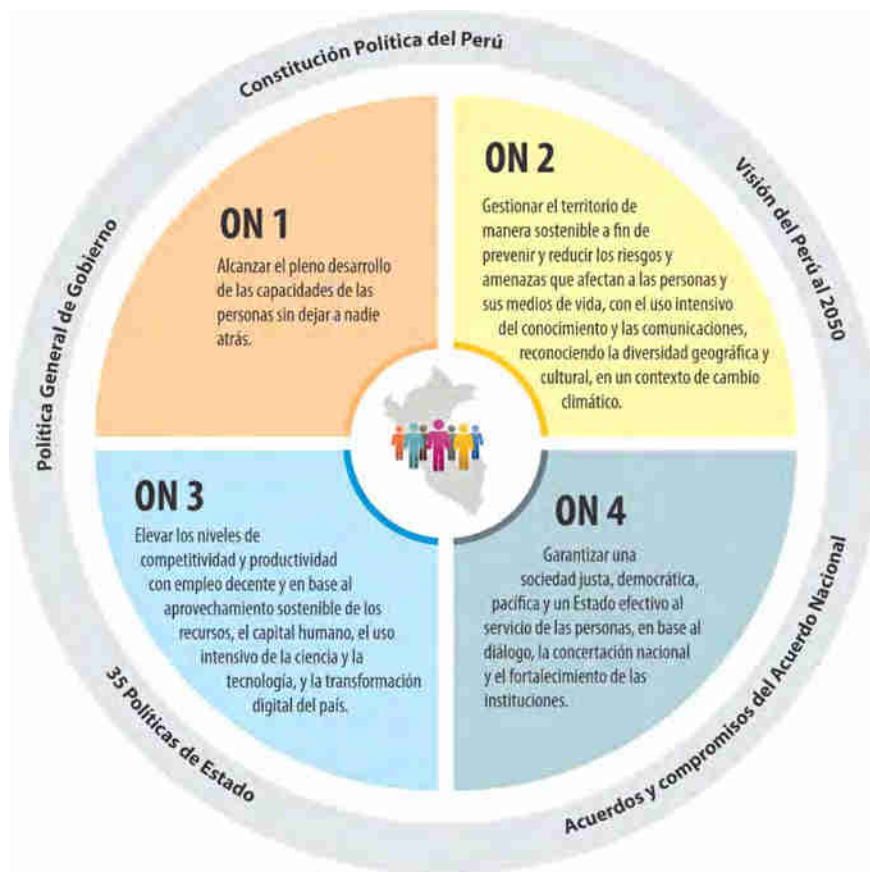 Constitución Política del Perú
Visión del Perú al 2050
Política General de Gobierno
ON 1
Alcanzar el pleno desarrollo
de las capacidades de las
personas sin dejar a nadie
atrás.
ON 2
Gestionar el territorio de
manera sostenible a fin de
prevenir y reducir los riesgos y
amenazas que afectan a las personas y
sus medios de vida, con el uso intensivo
del conocimiento y las comunicaciones,
reconociendo la diversidad geográfica y
cultural, en un contexto de cambio
climático.
ON 3
Elevar los niveles de
competitividad y productividad
con empleo decente y en base al
aprovechamiento sostenible de los
recursos, el capital humano, el uso
intensivo de la ciencia y la
tecnología, y la transformación
digital del país.
ON 4
Garantizar una
sociedad justa, democrática,
pacífica y un Estado efectivo al
servicio de las personas, en base al
diálogo, la concertación nacional
y el fortalecimiento de las
instituciones.
35 Políticas de Estado
Acuerdos y compromisos del Acuerdo Nacional